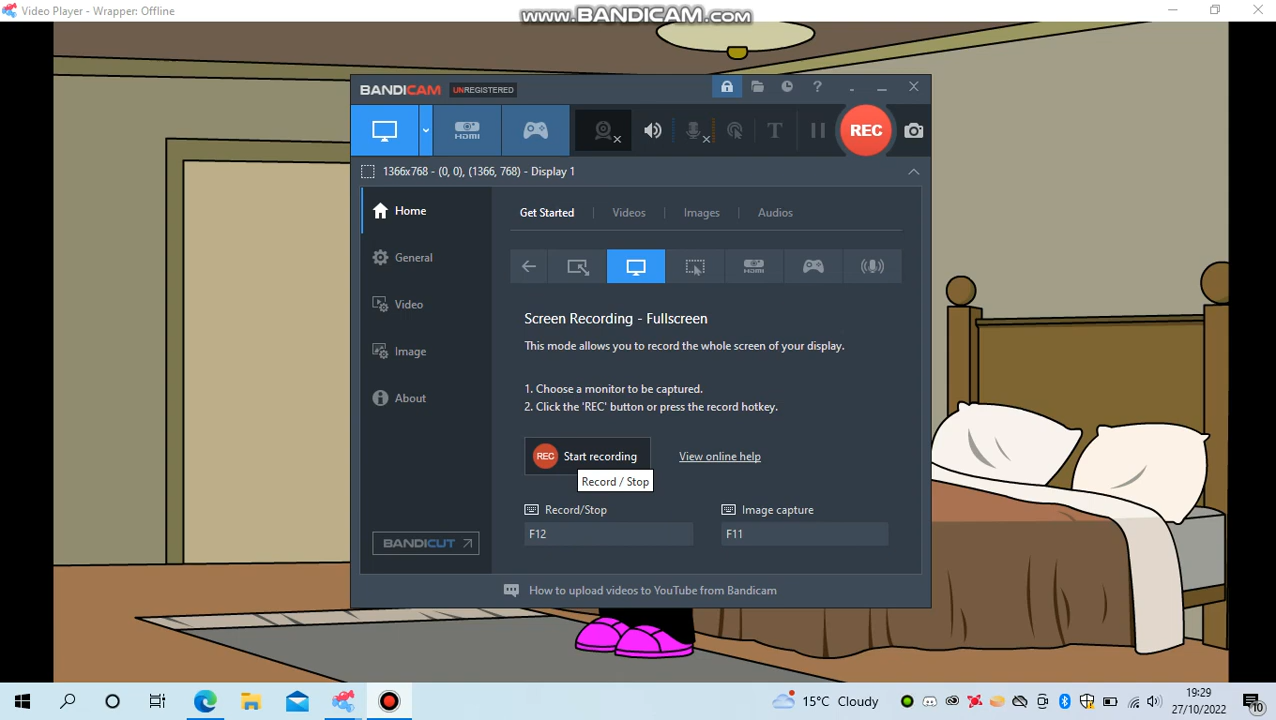 Video Player - Wrapper: Offline
www.BANDICAM.com
BANDICAM UNREGISTERED
?
HDMI
T
REC
1366x768 - (0, 0), (1366, 768) - Display 1
Home
General
Video
Image
About
BANDICUT
Get Started
Videos
Images
Audios
HDMI
Screen Recording - Fullscreen
This mode allows you to record the whole screen of your display.
1. Choose a monitor to be captured.
2. Click the 'REC' button or press the record hotkey.
REC Start recording
View online help
Record / Stop
Record/Stop
Image capture
F12
F11
How to upload videos to YouTube from Bandicam
15°C Cloudy
19:29
27/10/2022
10